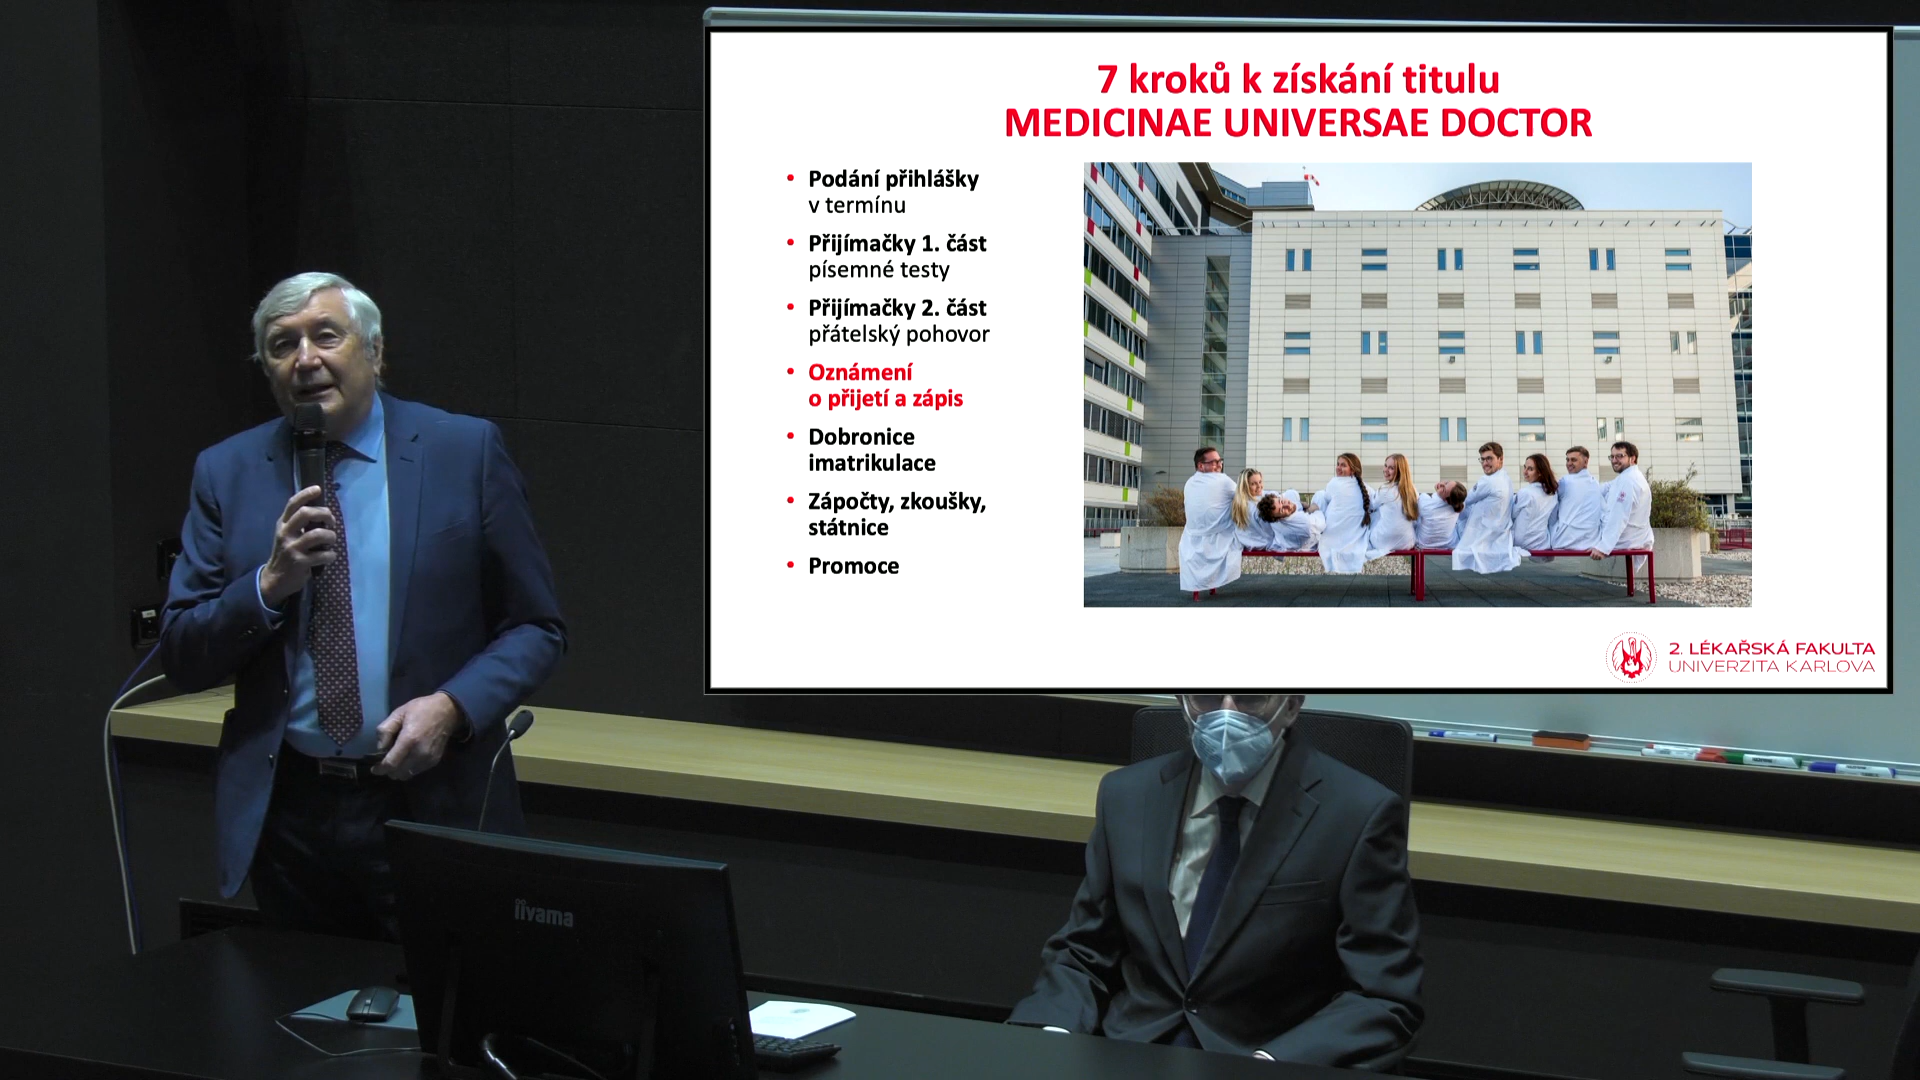 7 kroků k získání titulu
MEDICINAE UNIVERSAE DOCTOR
• Podání přihlášky
v termínu
• Přijímačky 1. část
písemné testy
• Přijímačky 2. část
přátelský pohovor
• Oznámení
o přijetí a zápis
• Dobronice
imatrikulace
• Zápočty, zkoušky,
státnice
• Promoce
2. LÉKAŘSKÁ FAKULTA
UNIVERZITA KARLOVA
iiyama